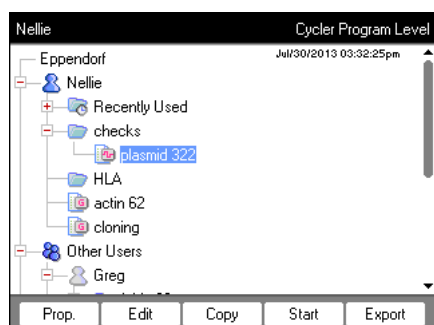 Nellie Cycler Program Level
Jul/30/2013 03:32:25pm
Eppendorf
Nellie
Recently Used
checks
plasmid 322
HLA
actin 62
cloning
Other Users
Greg
Prop. Edit Copy Start Export